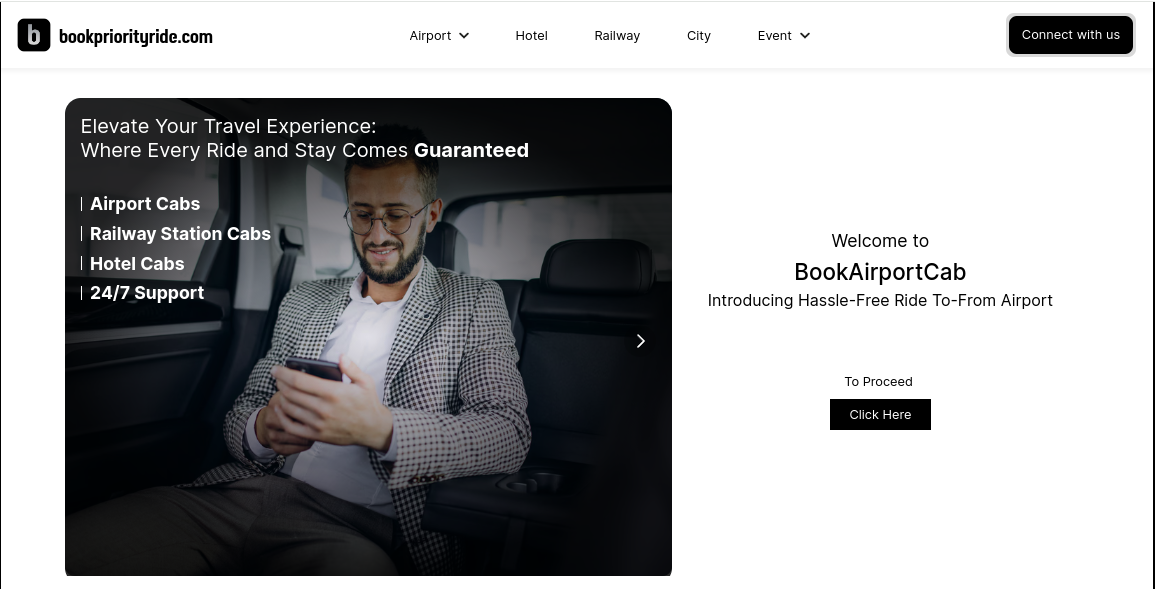 b bookpriorityride.com
Airport
Hotel
Railway
City
Event
Connect with us
Elevate Your Travel Experience:
Where Every Ride and Stay Comes Guaranteed
Airport Cabs
Railway Station Cabs
Hotel Cabs
24/7 Support
Welcome to
BookAirportCab
Introducing Hassle-Free Ride To-From Airport
To Proceed
Click Here